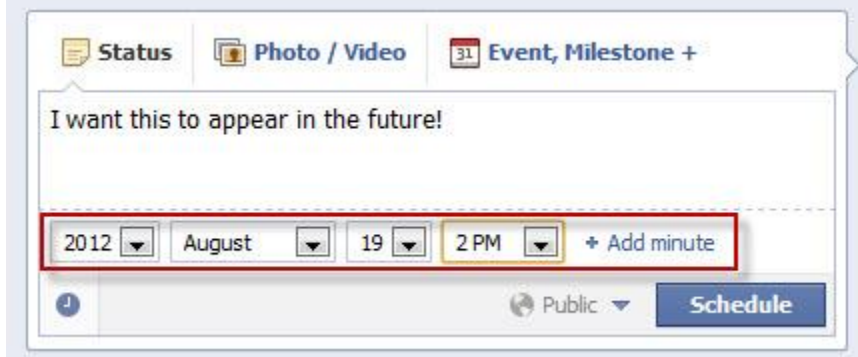 Status Photo / Video 31 Event, Milestone +
I want this to appear in the future!
2012 August 19 2 PM + Add minute
Public Schedule